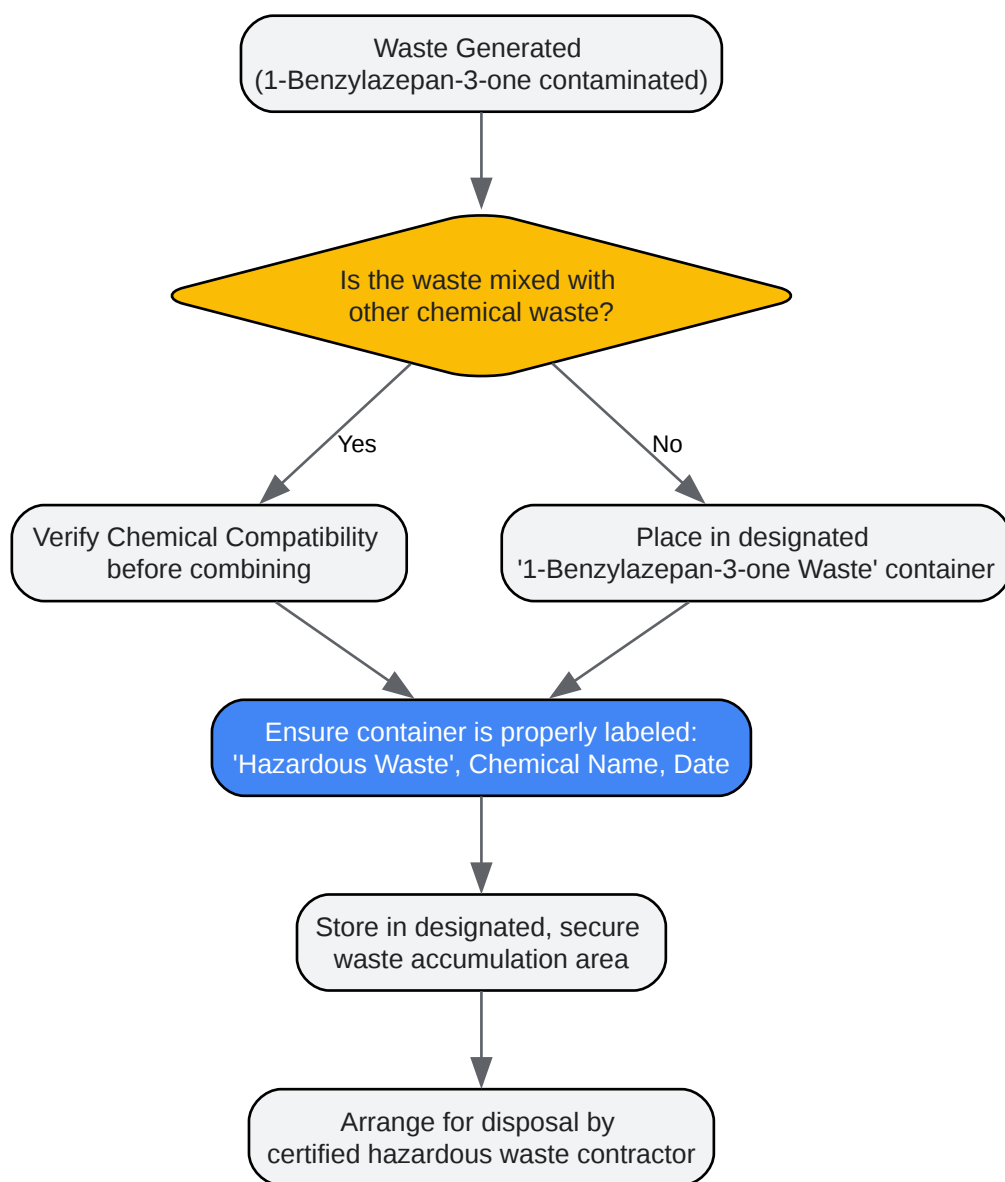 Waste Generated
(1-Benzylazepan-3-one contaminated)
Is the waste mixed with
other chemical waste?
Yes
No
Verify Chemical Compatibility
before combining
Place in designated
'1-Benzylazepan-3-one Waste' container
Ensure container is properly labeled:
'Hazardous Waste', Chemical Name, Date
Store in designated, secure
waste accumulation area
Arrange for disposal by
certified hazardous waste contractor